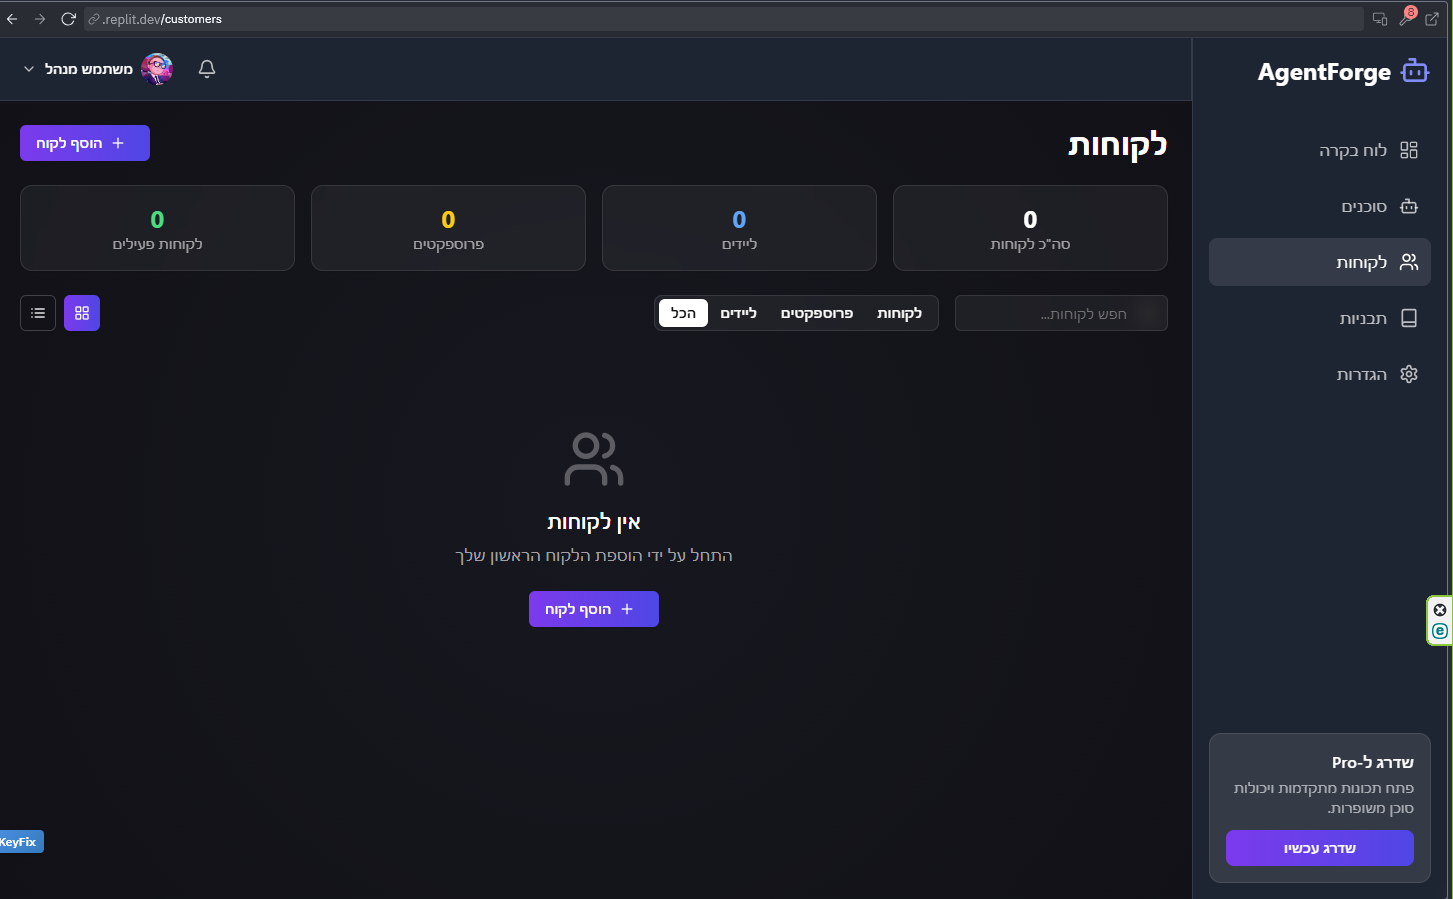 .replit.dev/customers
8
AgentForge
משתמש מנהל
לוח בקרה
סוכנים
לקוחות
תבניות
הגדרות
לקוחות
הוסף לקוח
0
סה"כ לקוחות
0
לידים
0
פרוספקטים
0
לקוחות פעילים
חפש לקוחות...
לקוחות
פרוספקטים
לידים
הכל
אין לקוחות
התחל על ידי הוספת הלקוח הראשון שלך
הוסף לקוח
שדרג ל-Pro
פתח תכונות מתקדמות ויכולות
סוכן משופרות.
שדרג עכשיו
KeyFix